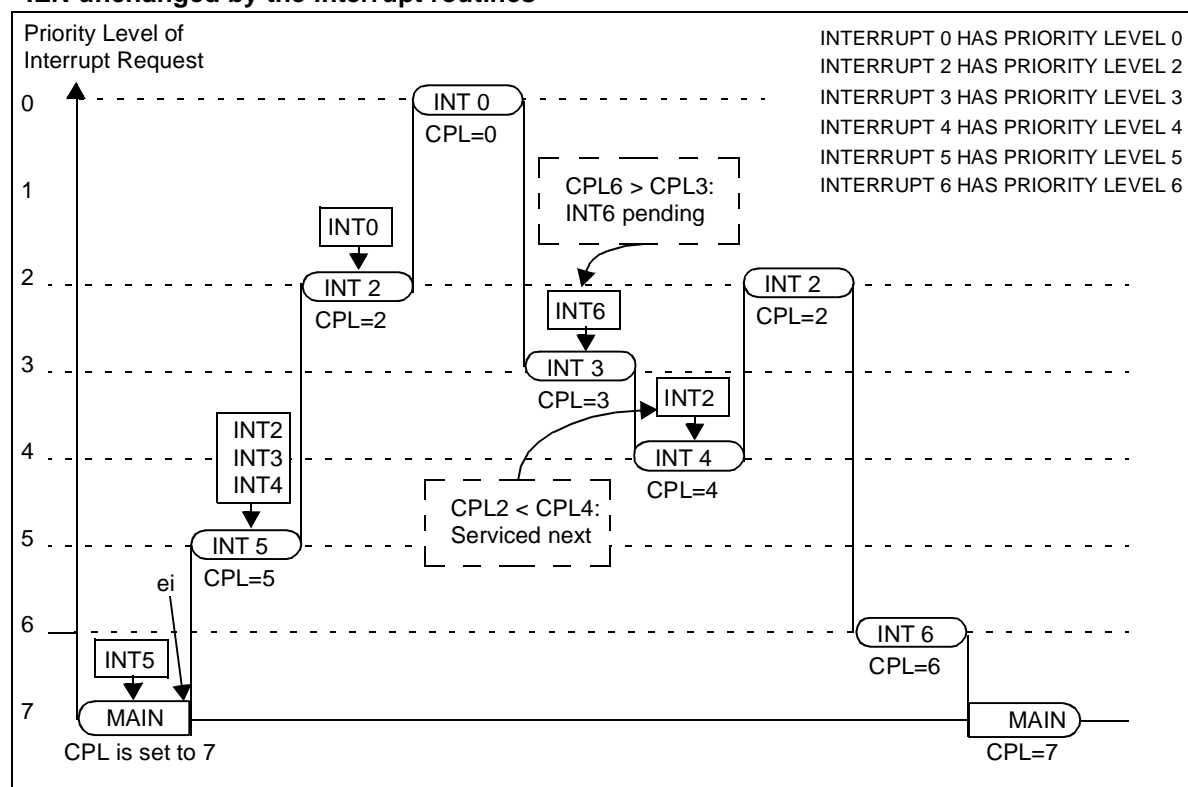 IEN unchanged by the interrupt routines
Priority Level of
Interrupt Request
INTERRUPT 0 HAS PRIORITY LEVEL 0
INTERRUPT 2 HAS PRIORITY LEVEL 2
INTERRUPT 3 HAS PRIORITY LEVEL 3
INTERRUPT 4 HAS PRIORITY LEVEL 4
INTERRUPT 5 HAS PRIORITY LEVEL 5
INTERRUPT 6 HAS PRIORITY LEVEL 6
0
INT 0
CPL=0
1
CPL6 > CPL3:
INT6 pending
INT0
2
INT 2
CPL=2
INT 2
CPL=2
INT6
3
INT 3
CPL=3
INT2
INT2
INT3
INT4
4
INT 4
CPL=4
CPL2 < CPL4:
Serviced next
5
INT 5
CPL=5
ei
6
INT 6
CPL=6
INT5
7
MAIN
CPL is set to 7
MAIN
CPL=7